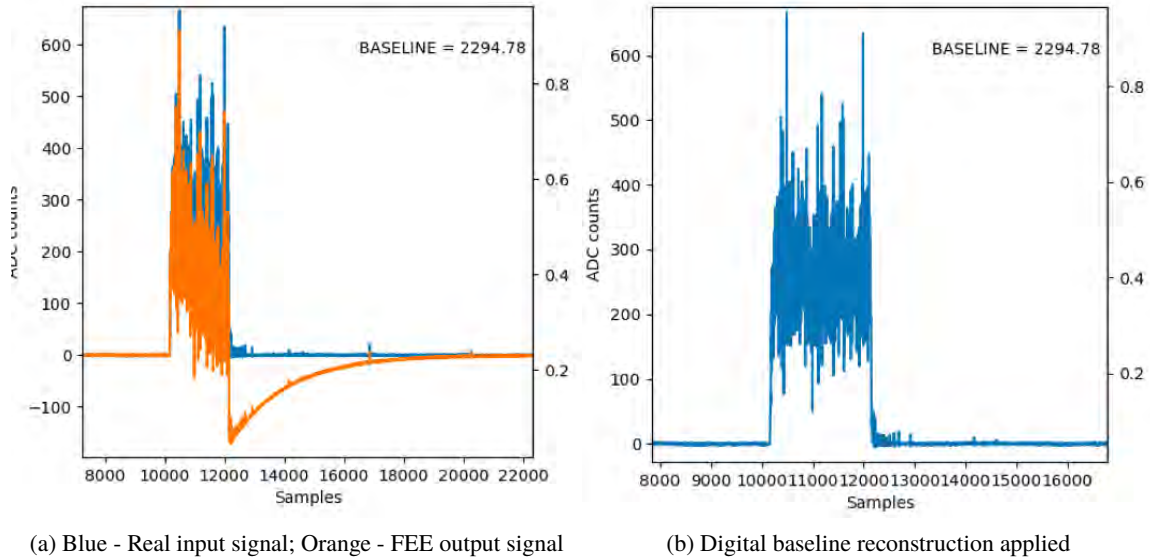 BASELINE = 2294.78
600
500
400
300
200
100
0
−100
0.8
0.6
0.4
0.2
ADC counts
8000 10000 12000 14000 16000 18000 20000 22000
Samples
BASELINE = 2294.78
600
500
400
300
200
100
0
0.8
0.6
0.4
0.2
ADC counts
8000 9000 10000 11000 12000 13000 14000 15000 16000
Samples
(a) Blue - Real input signal; Orange - FEE output signal
(b) Digital baseline reconstruction applied